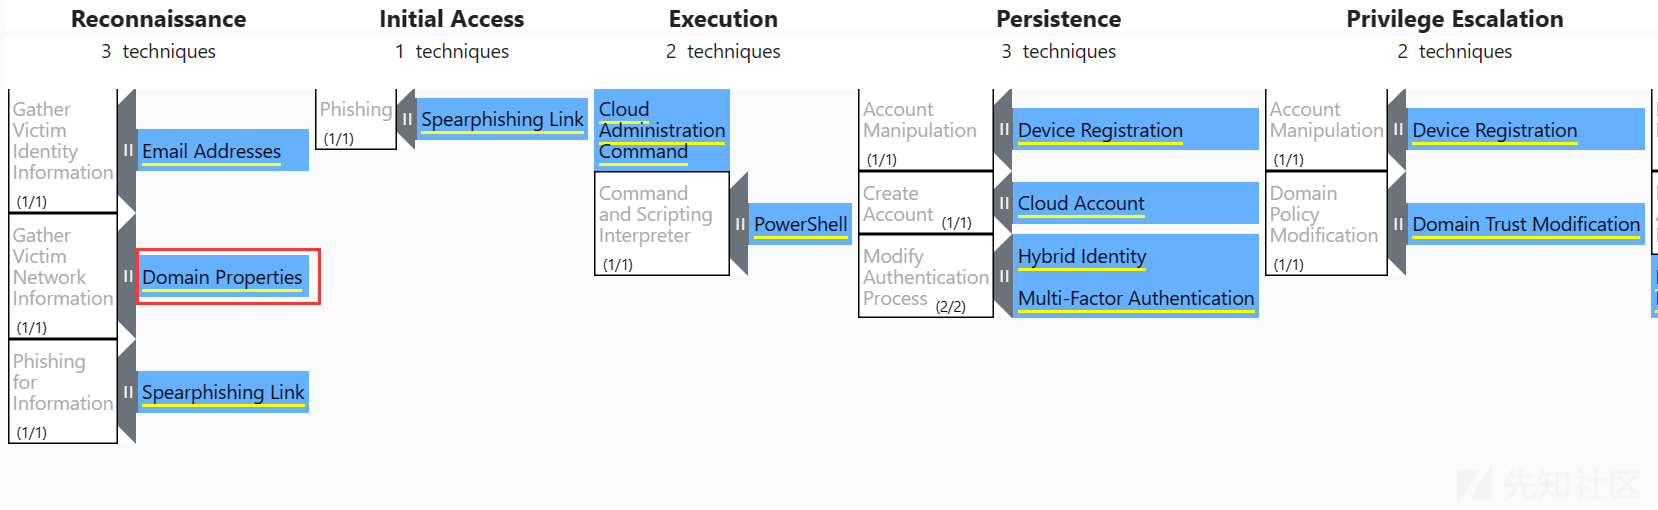 Reconnaissance
3 techniques
Gather
Victim
Identity
Information
(1/1)
Email Addresses
Gather
Victim
Network
Information
(1/1)
Domain Properties
Phishing
for
Information
(1/1)
Spearphishing Link
Initial Access
1 techniques
Phishing
(1/1)
Spearphishing Link
Execution
2 techniques
Cloud
Administration
Command
Command
and Scripting
Interpreter
(1/1)
PowerShell
Persistence
3 techniques
Account
Manipulation
(1/1)
Device Registration
Create
Account (1/1)
Cloud Account
Modify
Authentication
Process (2/2)
Hybrid Identity
Multi-Factor Authentication
Privilege Escalation
2 techniques
Account
Manipulation
(1/1)
Device Registration
Domain
Policy
Modification
(1/1)
Domain Trust Modification
先知社区